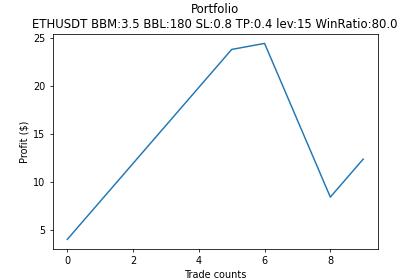 Portfolio
ETHUSDT BBM:3.5 BBL:180 SL:0.8 TP:0.4 lev:15 WinRatio:80.0
25
20
15
10
5
Profit ($)
0 2 4 6 8
Trade counts